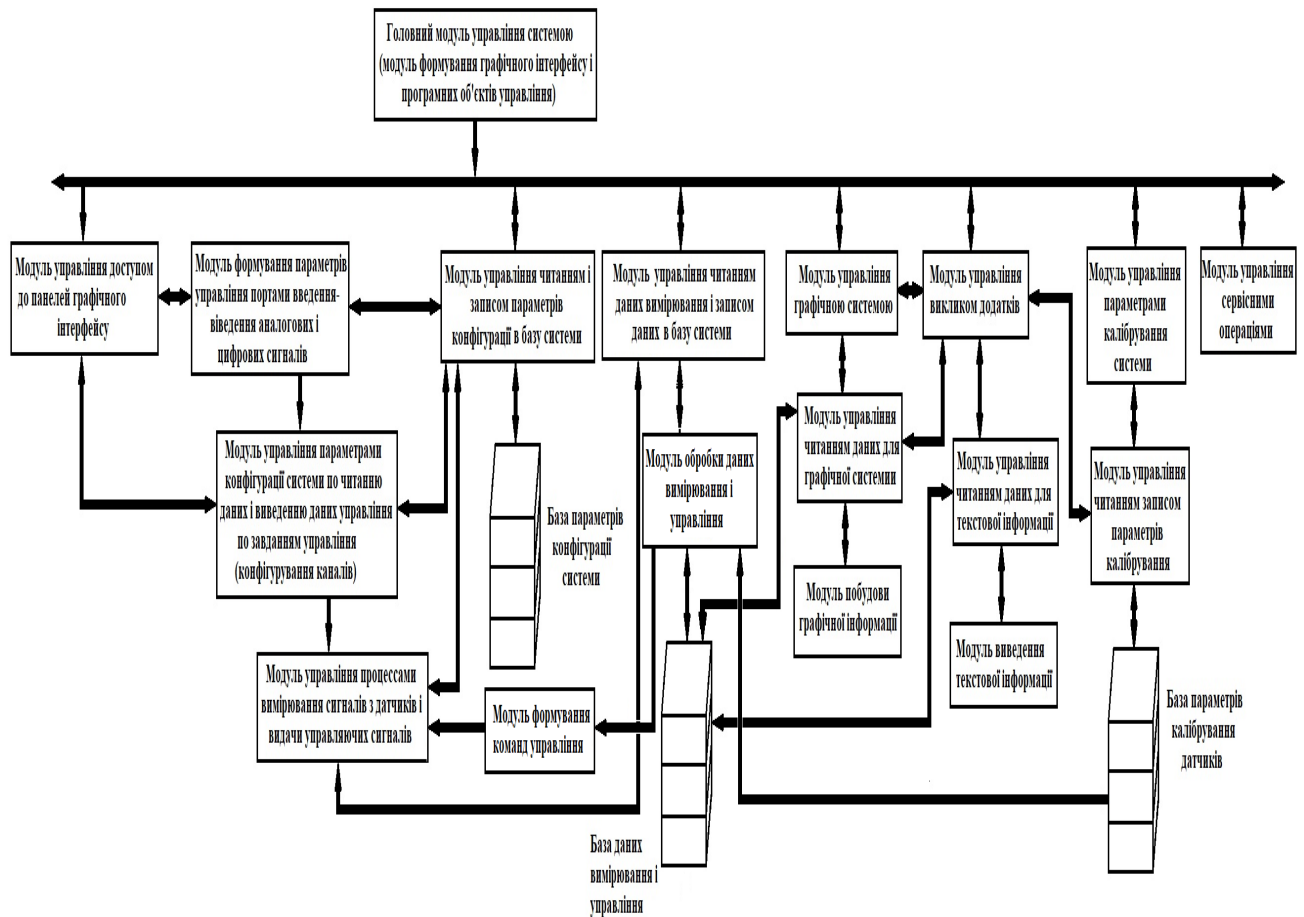 Головний модуль управління системою
(модуль формування графічного інтерфейсу і
програмних об'єктів управління)
Модуль управління доступом
до панелей графічного
інтерфейсу
Модуль формування параметрів
управління портами введення-
віведення аналогових і
цифрових сигналів
Модуль управління читанням і
записом параметрів
конфігурації в базу системи
Модуль управління читанням
даних вимірювання і записом
даних в базу системи
Модуль управління
графічною системою
Модуль управління
викликом додатків
Модуль управління
параметрами
калібрування
системи
Модуль управління
сервісними
операціями
Модуль управління параметрами
конфігурації системи по читанню
даних і виведенню даних управління
по завданням управління
(конфігурування каналів)
База параметрів
конфігурації
системи
Модуль обробки даних
вимірювання і
управління
Модуль управління
читанням даних для
графічної системии
Модуль управління
читанням даних для
текстової інформації
Модуль управління
читанням записом
параметрів
калібрування
Модуль побудови
графічної інформації
Модуль виведення
текстової інформації
Модуль управління процессами
вимірювання сигналів з датчиків і
видачи управляючих сигналів
Модуль формування
команд управління
База параметрів
калібрування
датчиків
База даних
вимірювання і
управління